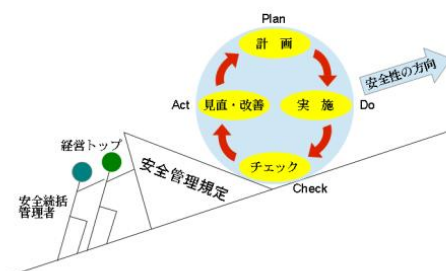 Plan
計　画
安全性の方向
Act
見直・改善
実　施
Do
経営トップ
チェック
安全管理規定
Check
安全統括
管理者